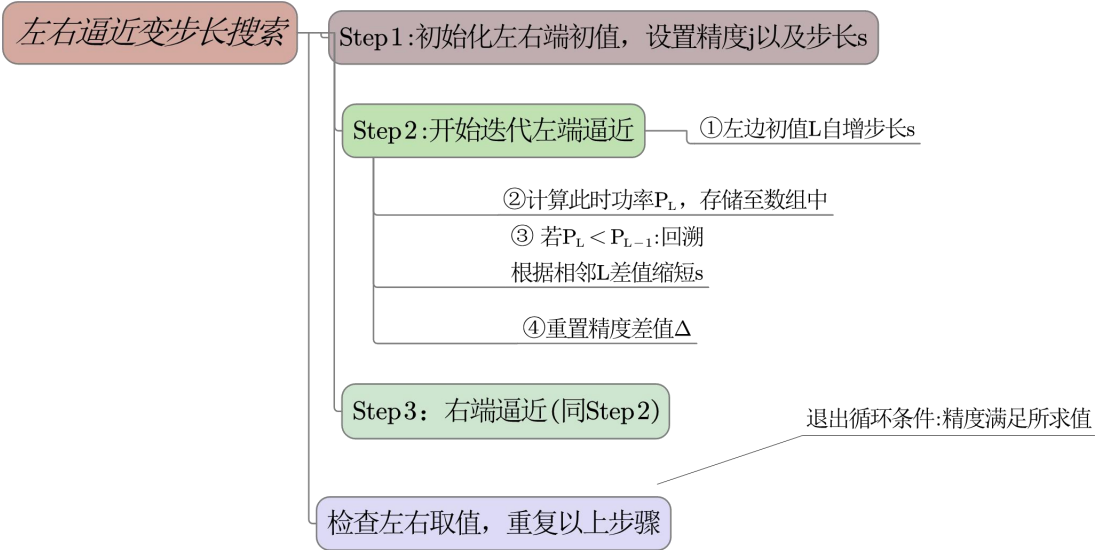 左右逼近变步长搜索
Step1:初始化左右端初值，设置精度j以及步长s
Step2:开始迭代左端逼近
①左边初值L自增步长s
②计算此时功率P_L，存储至数组中
③ 若P_L＜P_{L-1}:回溯
根据相邻L差值缩短s
④重置精度差值Δ
Step3：右端逼近(同Step2)
退出循环条件:精度满足所求值
检查左右取值，重复以上步骤